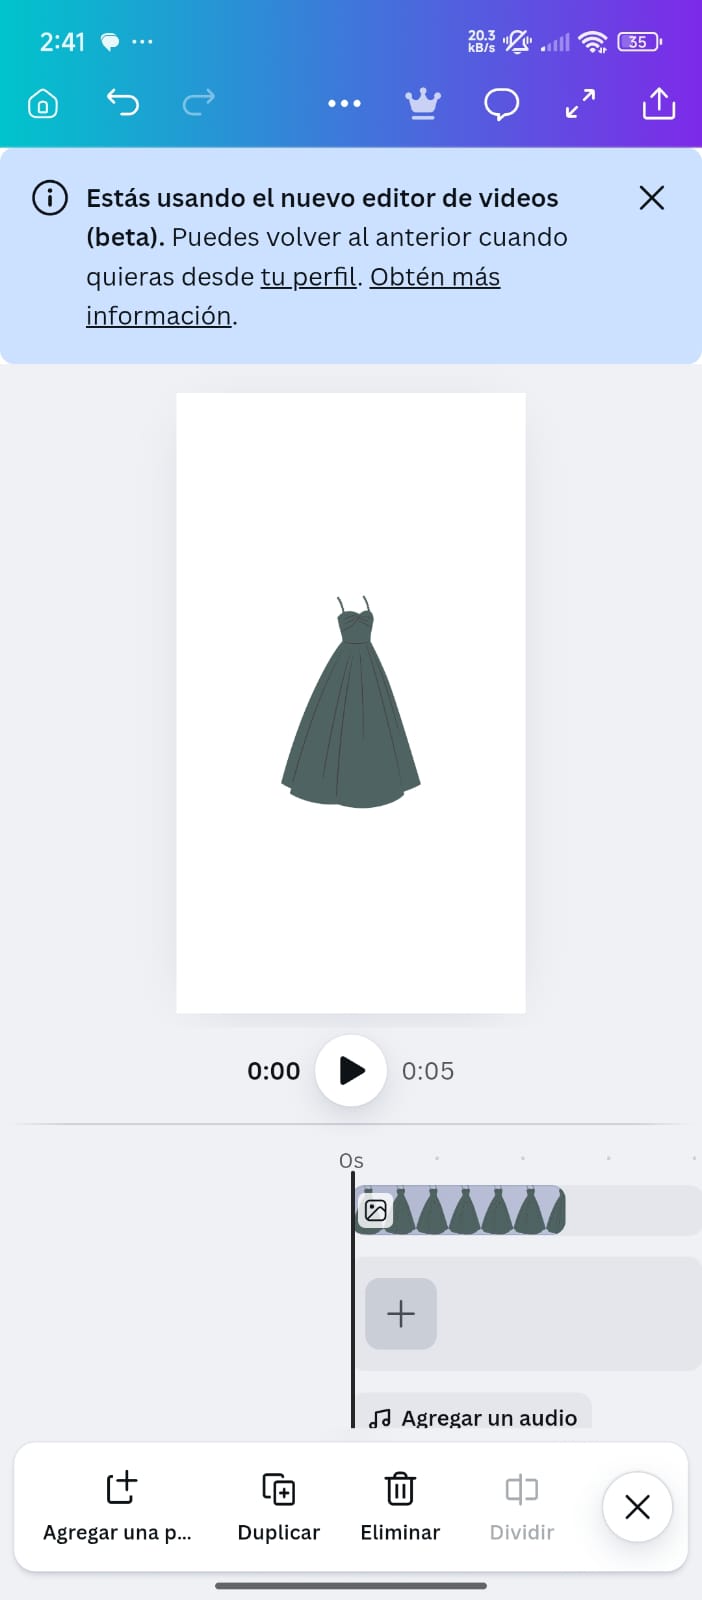 2:41
20.3
kB/s
35
Estás usando el nuevo editor de videos
(beta). Puedes volver al anterior cuando
quieras desde tu perfil. Obtén más
información.
0:00
0:05
0s
Agregar un audio
Agregar una p...
Duplicar
Eliminar
Dividir